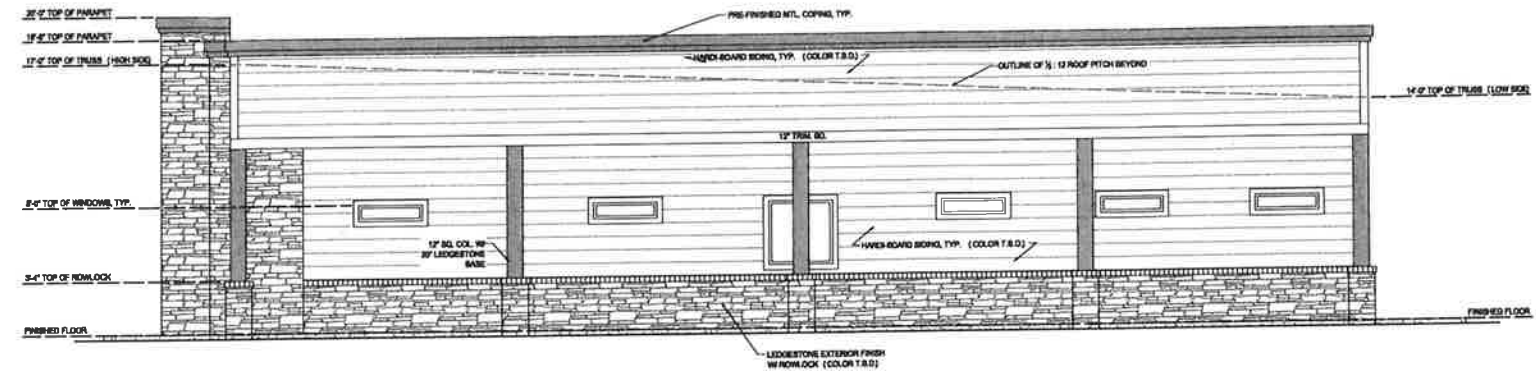 20'-0" TOP OF PARAPET
PRE-FINISHED MTL. COPING, TYP.
18'-6" TOP OF PARAPET
17'-0" TOP OF TRUSS (HIGH SIDE)
HARDI-BOARD SIDING, TYP. (COLOR T.B.D.)
OUTLINE OF ½ : 12 ROOF PITCH BEYOND
14'-0" TOP OF TRUSS (LOW SIDE)
12" TRIM. BD.
8'-0" TOP OF WINDOWS, TYP.
12" SQ. COL. W/
20" LEDGESTONE
BASE
HARDI-BOARD SIDING, TYP. (COLOR T.B.D.)
3'-4" TOP OF ROWLOCK
FINISHED FLOOR
FINISHED FLOOR
LEDGESTONE EXTERIOR FINISH
W/ ROWLOCK (COLOR T.B.D.)